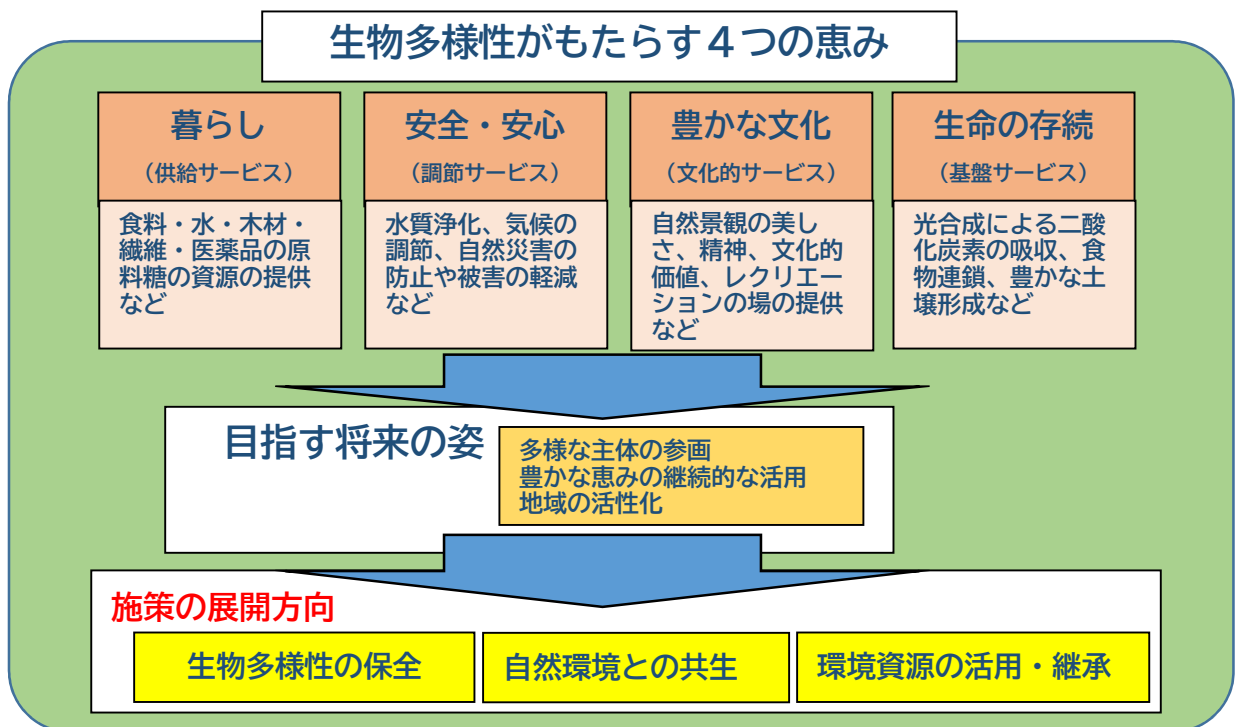 生物多様性がもたらす４つの恵み
暮らし
（供給サービス）
食料・水・木材・
繊維・医薬品の原
料糖の資源の提供
など
安全・安心
（調節サービス）
水質浄化、気候の
調節、自然災害の
防止や被害の軽減
など
豊かな文化
（文化的サービス）
自然景観の美し
さ、精神、文化的
価値、レクリエー
ションの場の提供
など
生命の存続
（基盤サービス）
光合成による二酸
化炭素の吸収、食
物連鎖、豊かな土
壌形成など
目指す将来の姿
多様な主体の参画
豊かな恵みの継続的な活用
地域の活性化
施策の展開方向
生物多様性の保全
自然環境との共生
環境資源の活用・継承